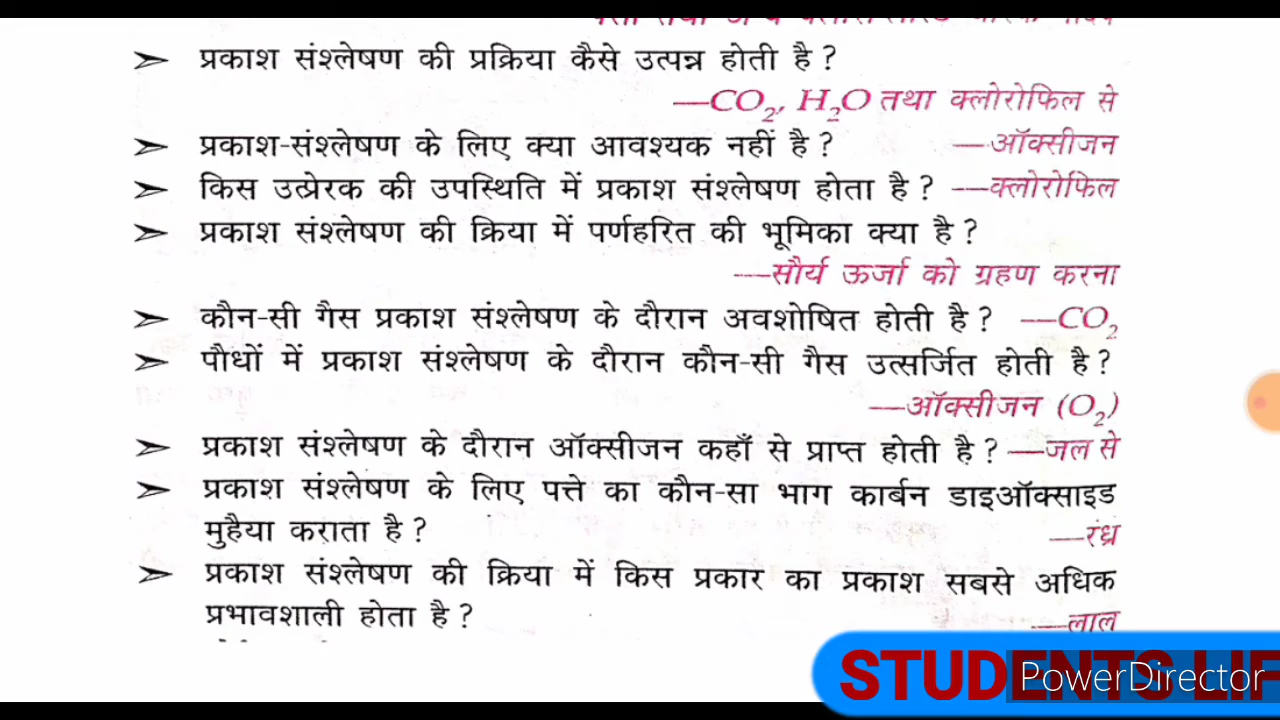 ➢ प्रकाश संश्लेषण की प्रक्रिया कैसे उत्पन्न होती है ?
—CO₂, H₂O तथा क्लोरोफिल से
➢ प्रकाश-संश्लेषण के लिए क्या आवश्यक नहीं है ? —ऑक्सीजन
➢ किस उत्प्रेरक की उपस्थिति में प्रकाश संश्लेषण होता है ? —क्लोरोफिल
➢ प्रकाश संश्लेषण की क्रिया में पर्णहरित की भूमिका क्या है ?
—सौर्य ऊर्जा को ग्रहण करना
➢ कौन-सी गैस प्रकाश संश्लेषण के दौरान अवशोषित होती है ? —CO₂
➢ पौधों में प्रकाश संश्लेषण के दौरान कौन-सी गैस उत्सर्जित होती है ?
—ऑक्सीजन (O₂)
➢ प्रकाश संश्लेषण के दौरान ऑक्सीजन कहाँ से प्राप्त होती है ? —जल से
➢ प्रकाश संश्लेषण के लिए पत्ते का कौन-सा भाग कार्बन डाइऑक्साइड
मुहैया कराता है ? —रंध्र
➢ प्रकाश संश्लेषण की क्रिया में किस प्रकार का प्रकाश सबसे अधिक
प्रभावशाली होता है ? —लाल
STUDENTS LIF
PowerDirector